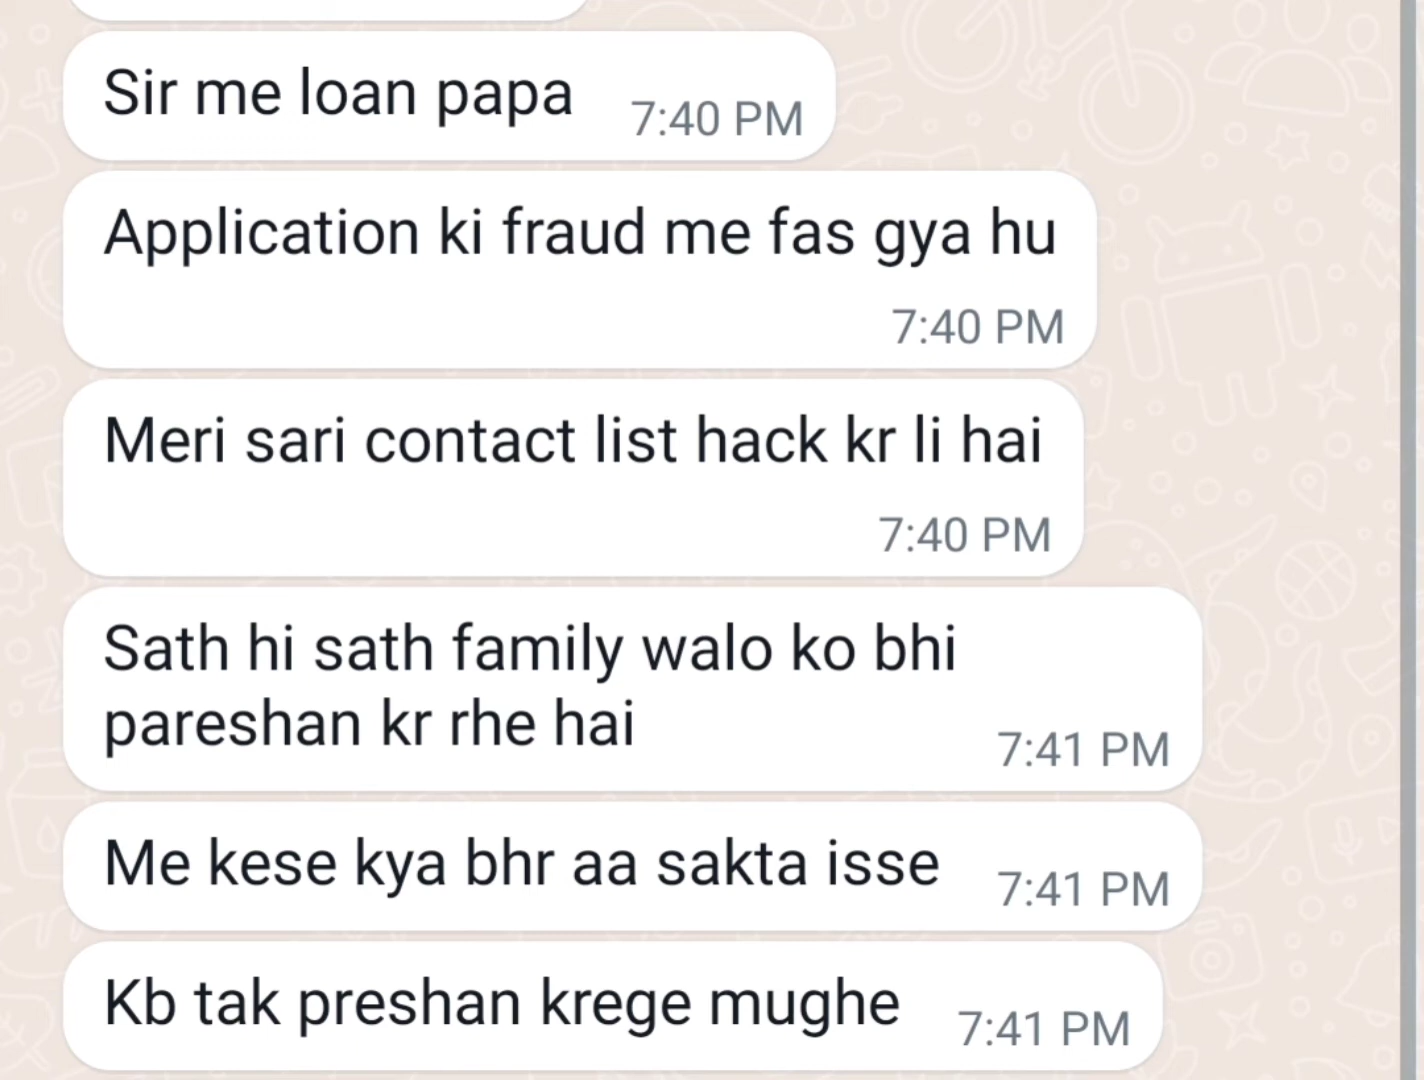 Sir me loan papa
7:40 PM
Application ki fraud me fas gya hu
7:40 PM
Meri sari contact list hack kr li hai
7:40 PM
Sath hi sath family walo ko bhi
pareshan kr rhe hai
7:41 PM
Me kese kya bhr aa sakta isse
7:41 PM
Kb tak preshan krege mughe
7:41 PM